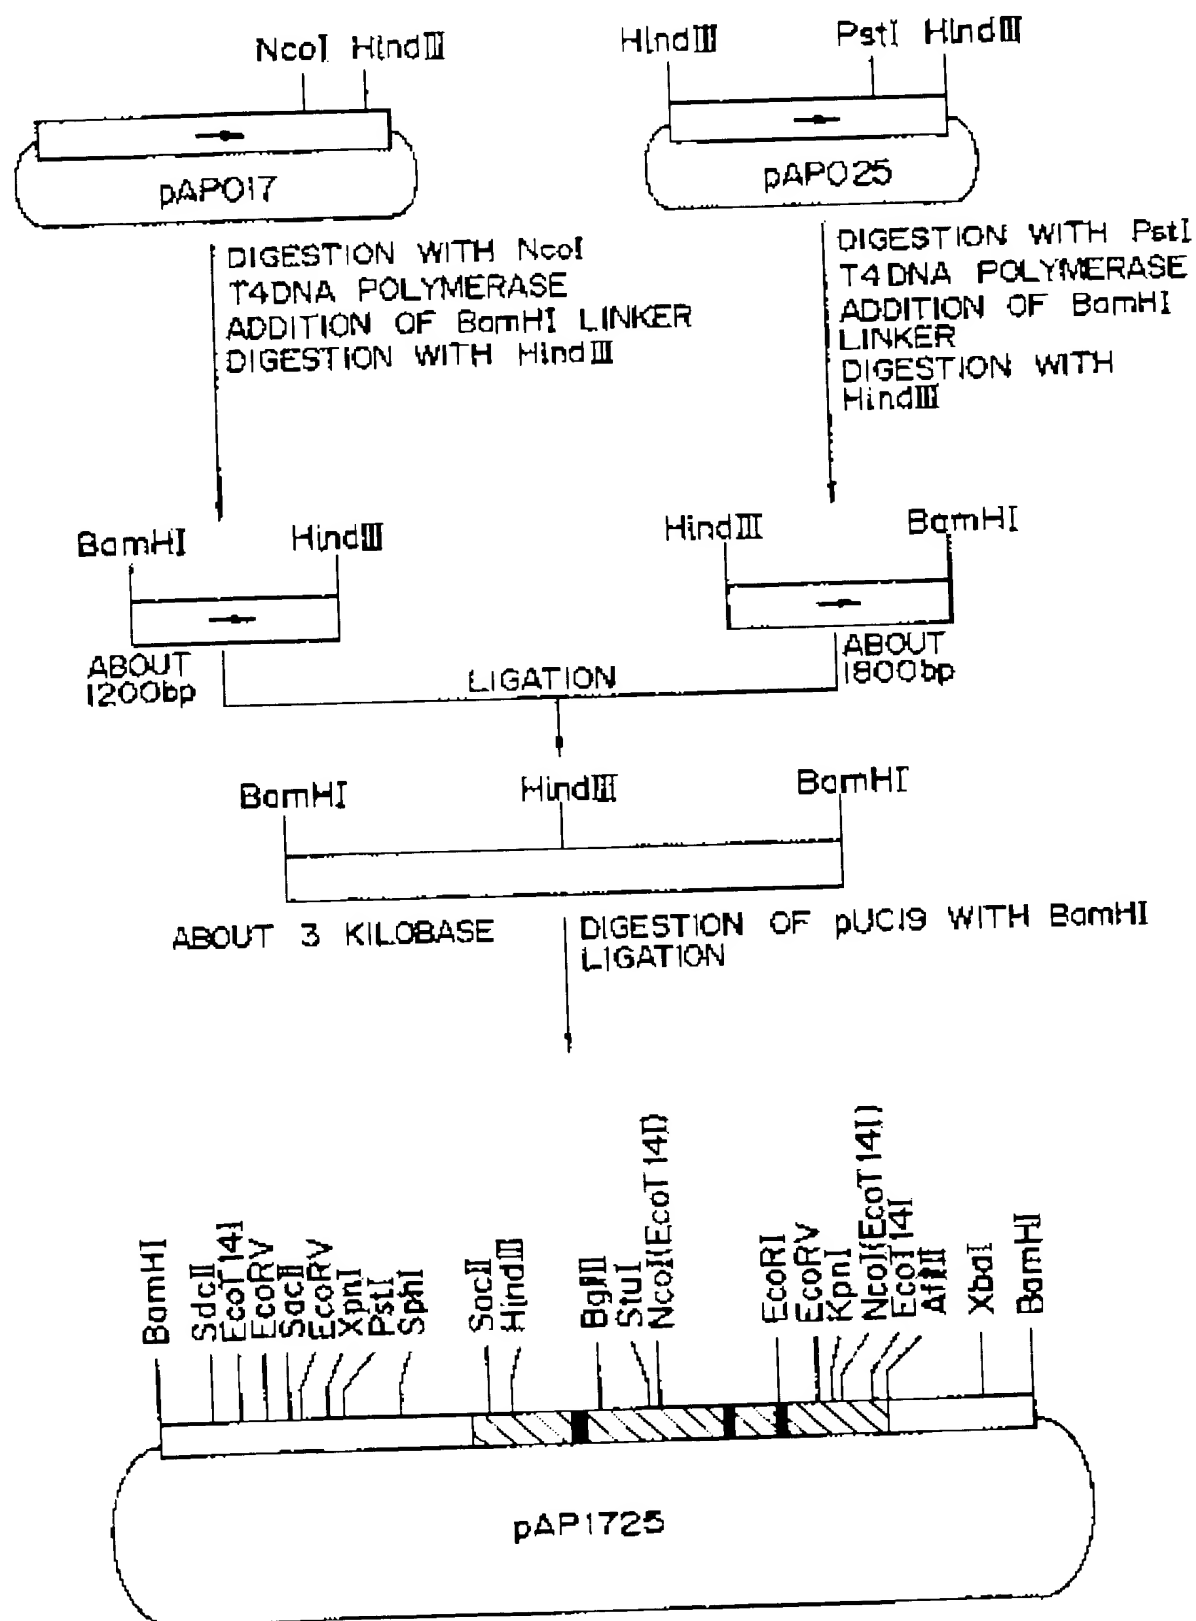 NcoI HindIII
HindIII PstI HindIII
pAPO17
pAPO25
DIGESTION WITH NcoI
T4DNA POLYMERASE
ADDITION OF BamHI LINKER
DIGESTION WITH HindIII
DIGESTION WITH PstI
T4DNA POLYMERASE
ADDITION OF BamHI
LINKER
DIGESTION WITH
HindIII
BamHI HindIII
HindIII BamHI
ABOUT
1200bp
ABOUT
1800bp
LIGATION
BamHI HindIII BamHI
ABOUT 3 KILOBASE
DIGESTION OF pUC19 WITH BamHI
LIGATION
BamHI
SacII
EcoT14I
EcoRV
SacII
EcoRV
XpnI
PstI
SphI
SacII
HindIII
BglII
StuI
NcoI(EcoT14I)
EcoRI
EcoRV
KpnI
NcoI(EcoT14I)
EcoT14I
AflII
XbaI
BamHI
pAP1725